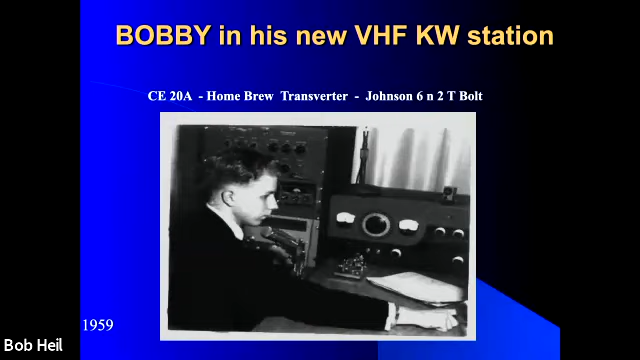 BOBBY in his new VHF KW station
CE 20A - Home Brew Transverter - Johnson 6 n 2 T Bolt
1959
Bob Heil